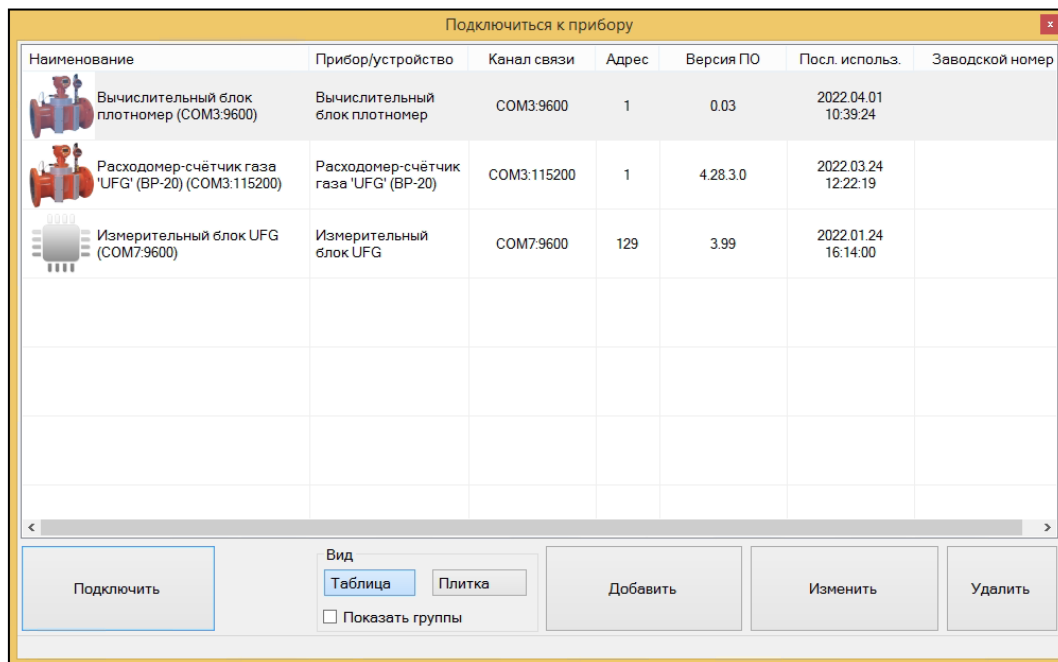 Подключиться к прибору
x
Наименование Прибор/устройство Канал связи Адрес Версия ПО Посл. использ. Заводской номер
Вычислительный блок
плотномер (COM3:9600)
Вычислительный
блок плотномер
COM3:9600
1
0.03
2022.04.01
10:39:24
Расходомер-счётчик газа
'UFG' (ВР-20) (COM3:115200)
Расходомер-счётчик
газа 'UFG' (ВР-20)
COM3:115200
1
4.28.3.0
2022.03.24
12:22:19
Измерительный блок UFG
(COM7:9600)
Измерительный
блок UFG
COM7:9600
129
3.99
2022.01.24
16:14:00
Подключить
Вид
Таблица Плитка
Показать группы
Добавить
Изменить
Удалить